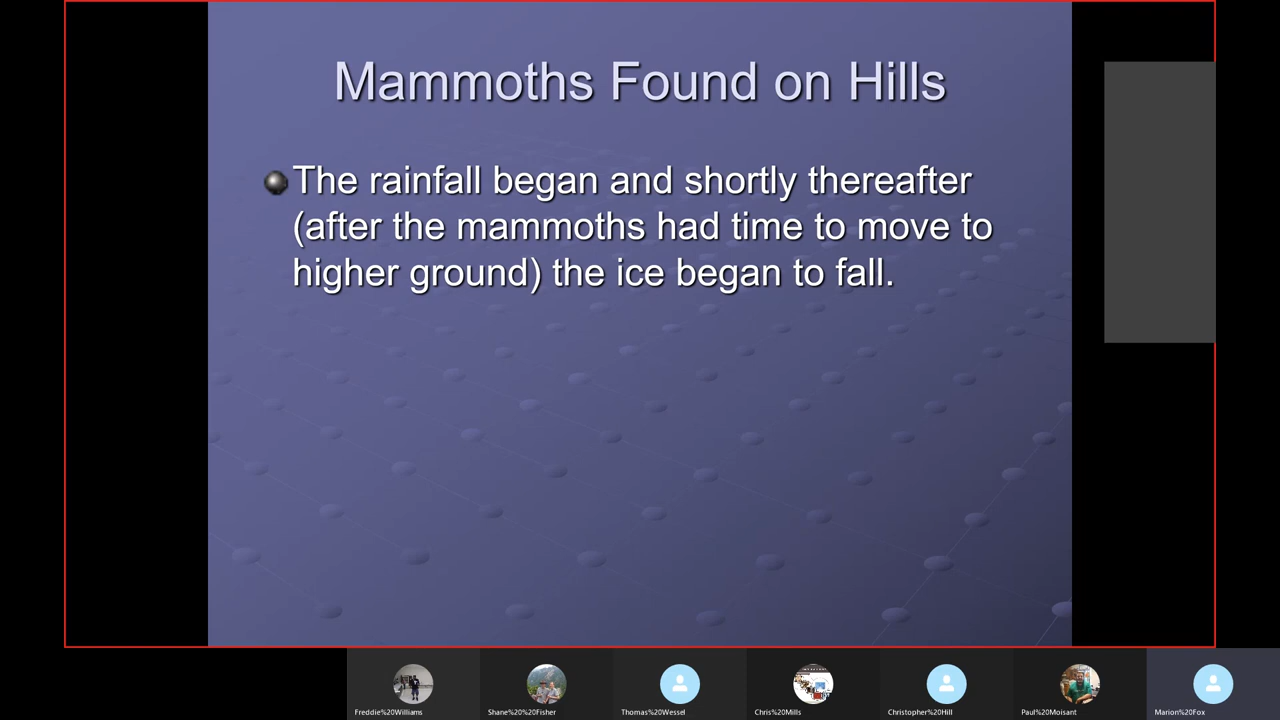 Mammoths Found on Hills
The rainfall began and shortly thereafter
(after the mammoths had time to move to
higher ground) the ice began to fall.
Freddie%20Williams
Shane%20%20Fisher
Thomas%20Wessel
Chris%20Mills
Christopher%20Hill
Paul%20Moisant
Marion%20Fox